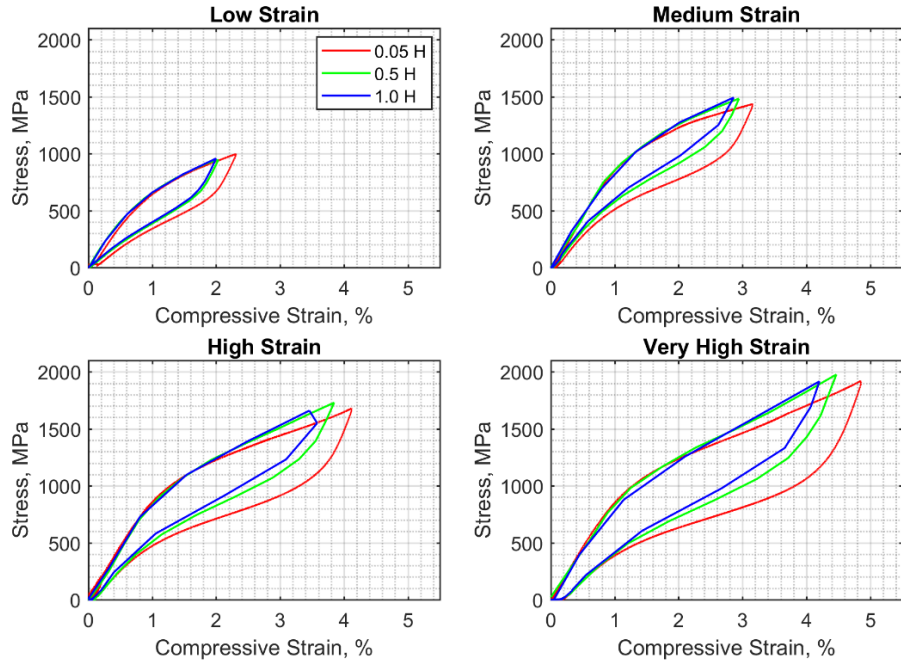 Low Strain
Stress, MPa
2000
1500
1000
500
0
0 1 2 3 4 5
Compressive Strain, %
0.05 H
0.5 H
1.0 H
Medium Strain
Stress, MPa
2000
1500
1000
500
0
0 1 2 3 4 5
Compressive Strain, %
High Strain
Stress, MPa
2000
1500
1000
500
0
0 1 2 3 4 5
Compressive Strain, %
Very High Strain
Stress, MPa
2000
1500
1000
500
0
0 1 2 3 4 5
Compressive Strain, %